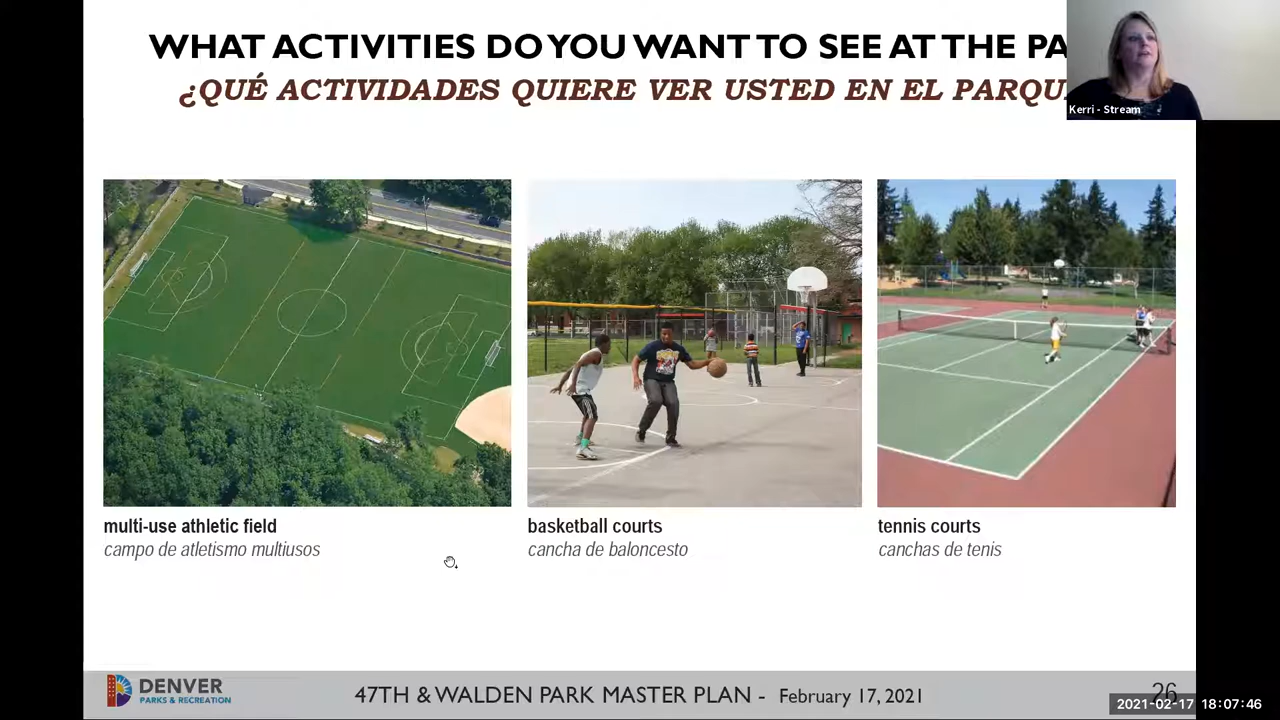 WHAT ACTIVITIES DO YOU WANT TO SEE AT THE PA
¿QUÉ ACTIVIDADES QUIERE VER USTED EN EL PARQU
Kerri - Stream
multi-use athletic field
campo de atletismo multiusos
basketball courts
cancha de baloncesto
tennis courts
canchas de tenis
DENVER
PARKS & RECREATION
47TH & WALDEN PARK MASTER PLAN - February 17, 2021
26
2021-02-17 18:07:46